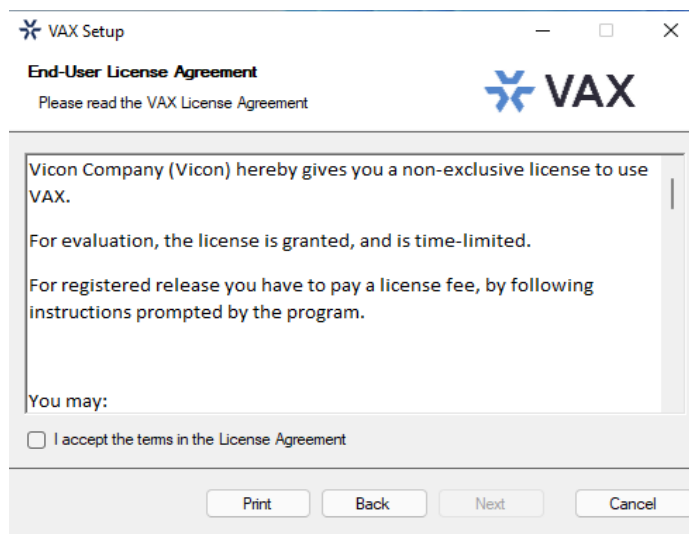 VAX Setup
End-User License Agreement
Please read the VAX License Agreement
VAX
Vicon Company (Vicon) hereby gives you a non-exclusive license to use
VAX.
For evaluation, the license is granted, and is time-limited.
For registered release you have to pay a license fee, by following
instructions prompted by the program.
You may:
I accept the terms in the License Agreement
Print
Back
Next
Cancel